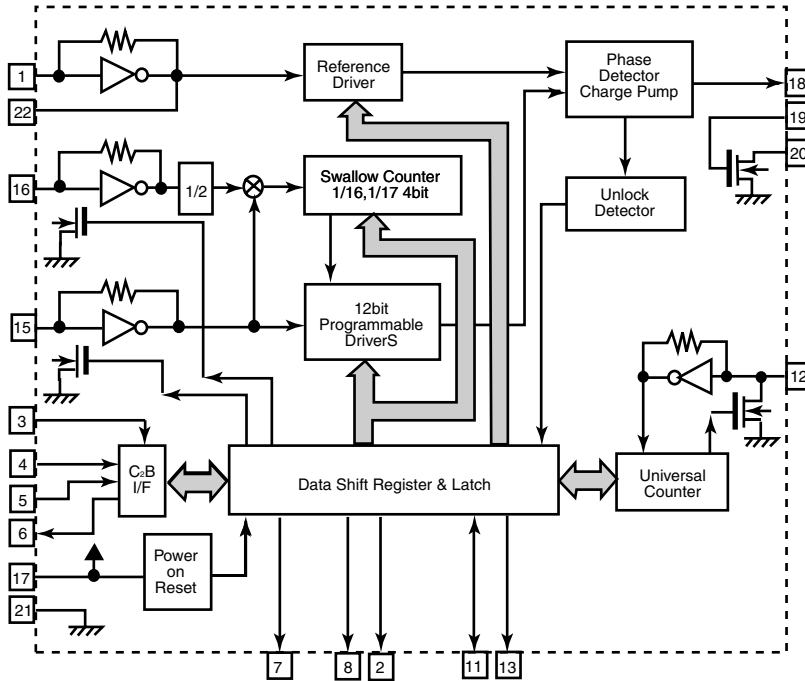 1
Reference
Driver
Phase
Detector
Charge Pump
18
22
19
20
16
1/2
Swallow Counter
1/16,1/17 4bit
Unlock
Detector
15
12bit
Programmable
DriverS
12
3
4
C2B
I/F
5
6
Data Shift Register & Latch
Universal
Counter
17
Power
on
Reset
21
7
8
2
11
13